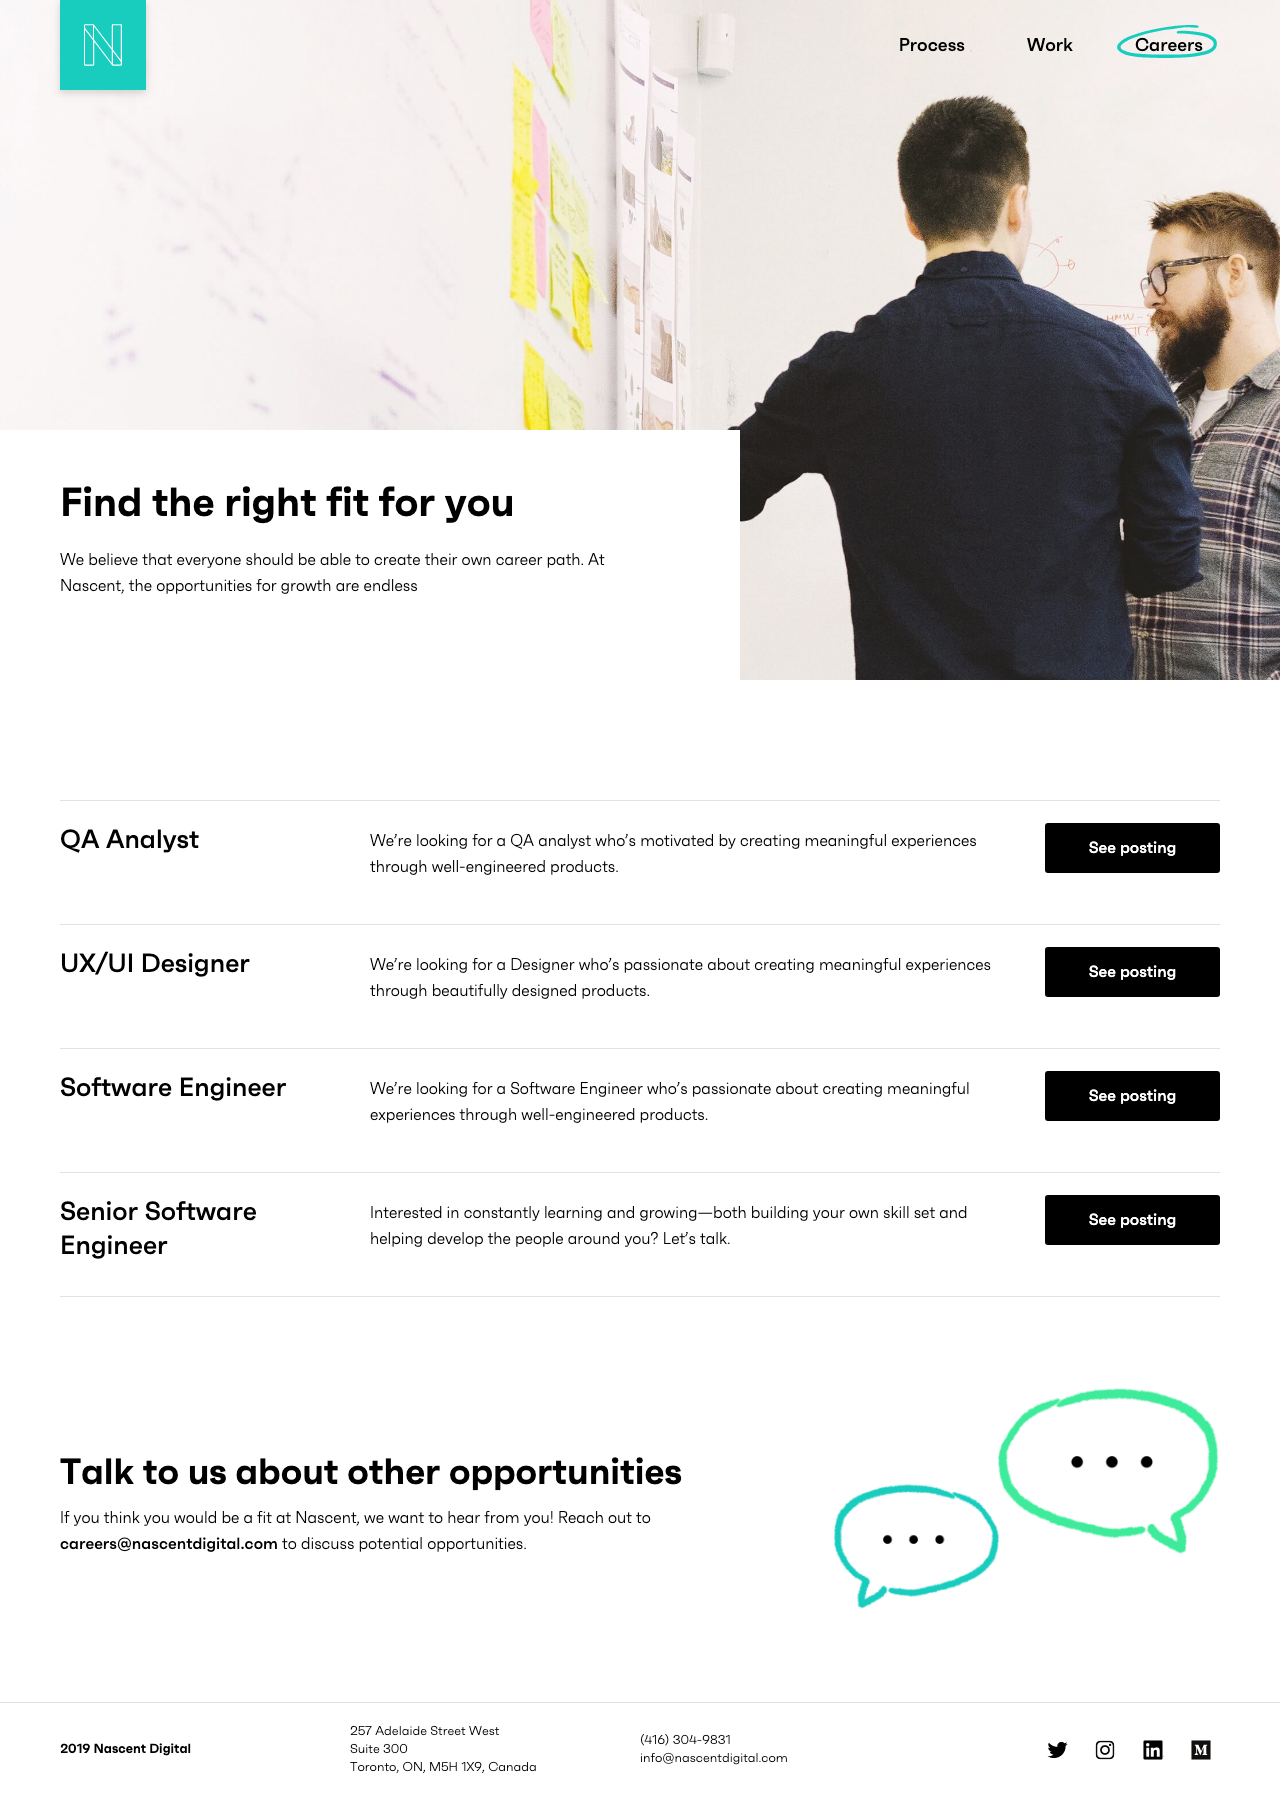 N
Process
Work
Careers
Find the right fit for you
We believe that everyone should be able to create their own career path. At
Nascent, the opportunities for growth are endless
QA Analyst
We’re looking for a QA analyst who’s motivated by creating meaningful experiences
through well-engineered products.
See posting
UX/UI Designer
We’re looking for a Designer who’s passionate about creating meaningful experiences
through beautifully designed products.
See posting
Software Engineer
We’re looking for a Software Engineer who’s passionate about creating meaningful
experiences through well-engineered products.
See posting
Senior Software
Engineer
Interested in constantly learning and growing—both building your own skill set and
helping develop the people around you? Let’s talk.
See posting
Talk to us about other opportunities
If you think you would be a fit at Nascent, we want to hear from you! Reach out to
careers@nascentdigital.com to discuss potential opportunities.
2019 Nascent Digital
257 Adelaide Street West
Suite 300
Toronto, ON, M5H 1X9, Canada
(416) 304-9831
info@nascentdigital.com